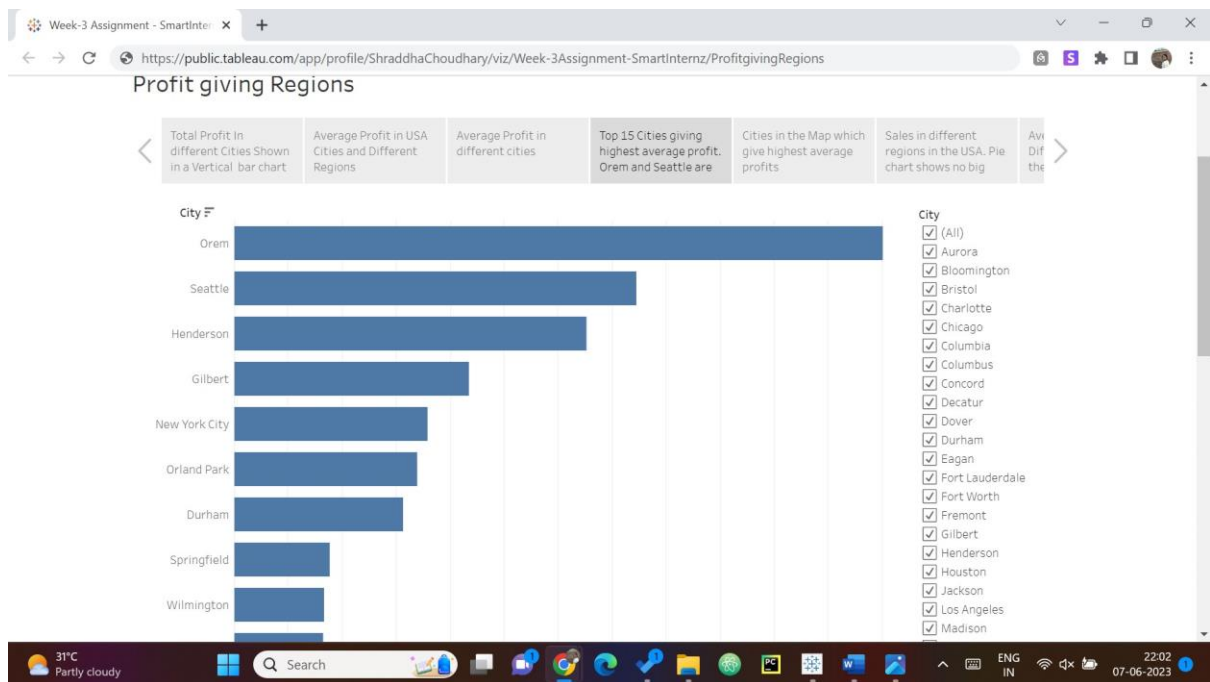 Week-3 Assignment - SmartInter
https://public.tableau.com/app/profile/ShraddhaChoudhary/viz/Week-3Assignment-SmartInternz/ProfitgivingRegions
Profit giving Regions
Total Profit In
different Cities Shown
in a Vertical bar chart
Average Profit in USA
Cities and Different
Regions
Average Profit in
different cities
Top 15 Cities giving
highest average profit.
Orem and Seattle are
Cities in the Map which
give highest average
profits
Sales in different
regions in the USA. Pie
chart shows no big
City
Orem
Seattle
Henderson
Gilbert
New York City
Orland Park
Durham
Springfield
Wilmington
City
(All)
Aurora
Bloomington
Bristol
Charlotte
Chicago
Columbia
Columbus
Concord
Decatur
Dover
Durham
Eagan
Fort Lauderdale
Fort Worth
Fremont
Gilbert
Henderson
Houston
Jackson
Los Angeles
Madison
31°C
Partly cloudy
Search
ENG
IN
22:02
07-06-2023